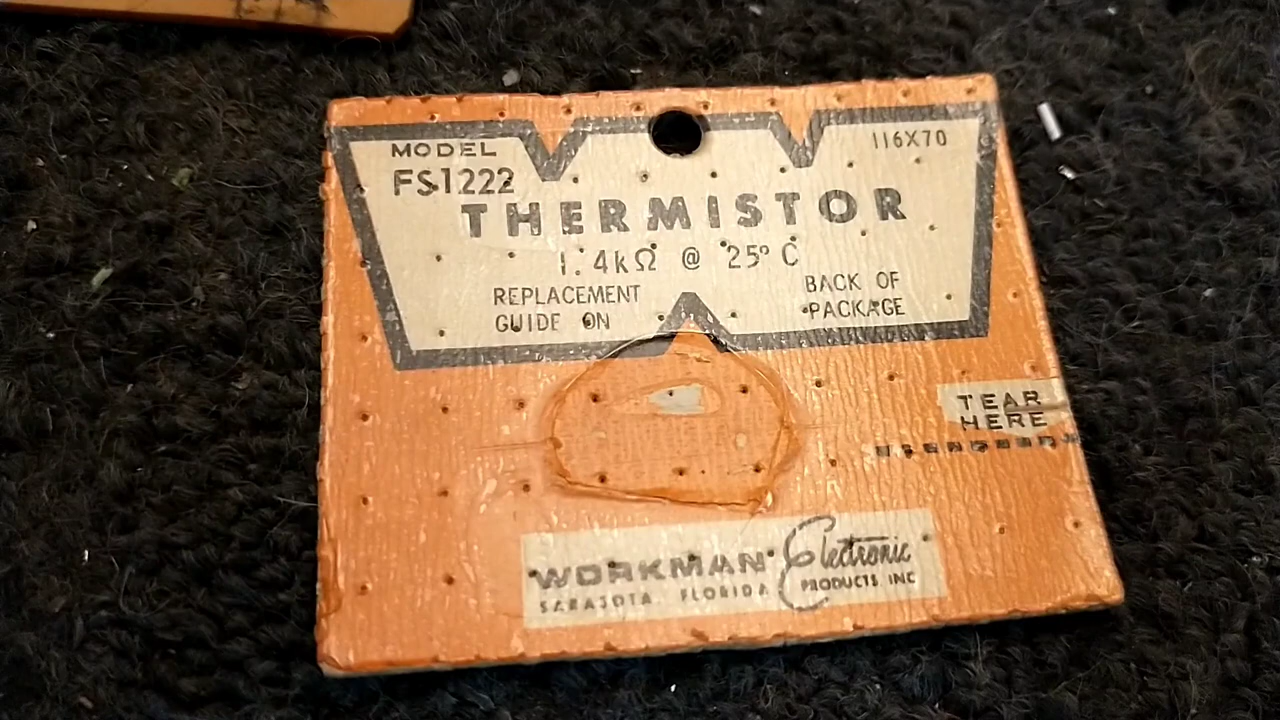 MODEL
FS1222
116X70
THERMISTOR
1.4kΩ @ 25° C
REPLACEMENT
GUIDE ON
BACK OF
PACKAGE
TEAR
HERE
WORKMAN Electronic
SARASOTA, FLORIDA PRODUCTS INC